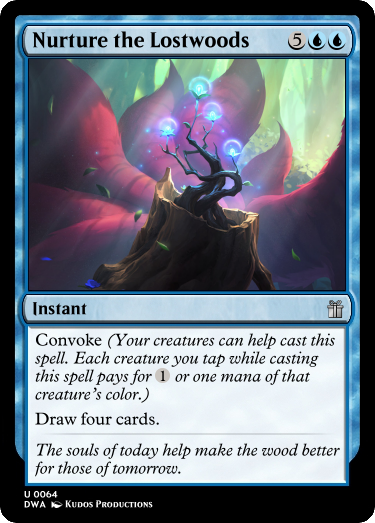 Nurture the Lostwoods 5
Instant
Convoke (Your creatures can help cast this
spell. Each creature you tap while casting
this spell pays for 1 or one mana of that
creature's color.)
Draw four cards.
The souls of today help make the wood better
for those of tomorrow.
U 0064
DWA Kudos Productions